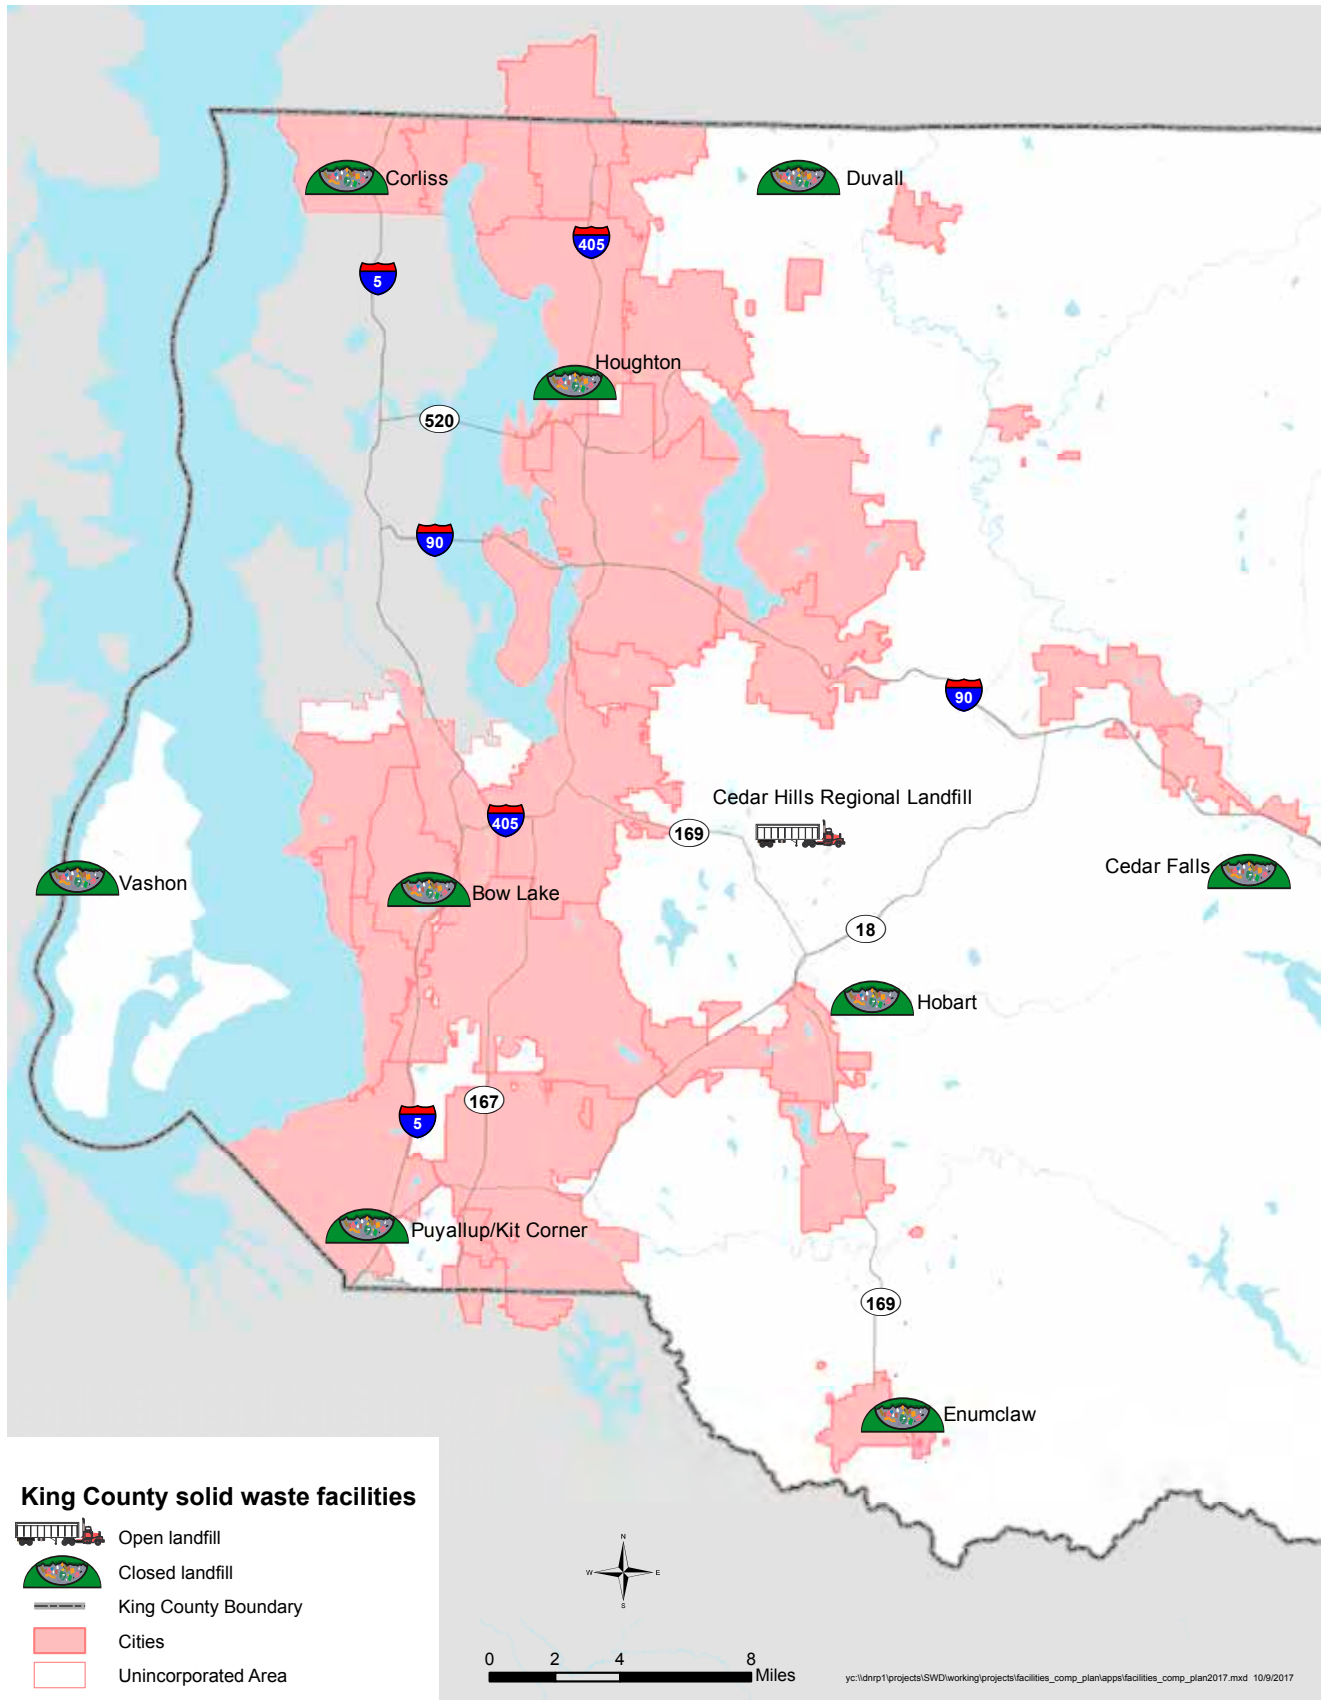 Corliss
Duvall
405
5
Houghton
520
90
90
Cedar Hills Regional Landfill
405
169
Cedar Falls
Vashon
Bow Lake
18
Hobart
167
5
Puyallup/Kit Corner
169
Enumclaw
King County solid waste facilities
Open landfill
Closed landfill
King County Boundary
Cities
Unincorporated Area
N
W E
S
0 2 4 8
Miles
yc:\\dnrp1\projects\SWD\working\projects\facilities_comp_plan\apps\facilities_comp_plan2017.mxd 10/9/2017